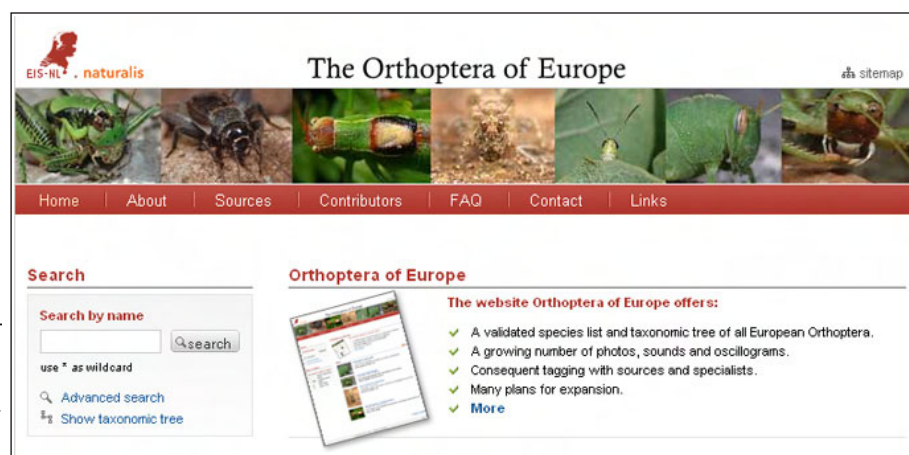 EIS-NL . naturalis
The Orthoptera of Europe
sitemap
Home About Sources Contributors FAQ Contact Links
Search
Search by name
search
use * as wildcard
Advanced search
Show taxonomic tree
Orthoptera of Europe
The website Orthoptera of Europe offers:
A validated species list and taxonomic tree of all European Orthoptera.
A growing number of photos, sounds and oscillograms.
Consequent tagging with sources and specialists.
Many plans for expansion.
More